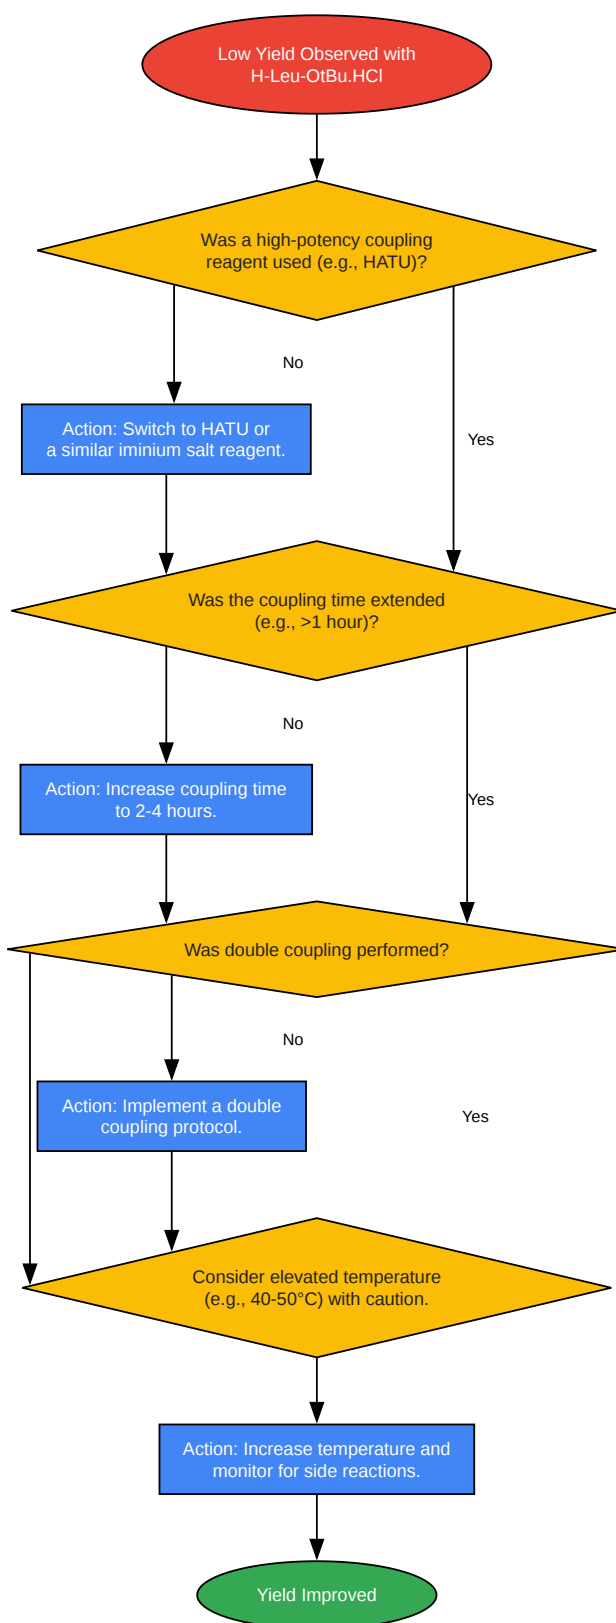 Low Yield Observed with
H-Leu-OtBu.HCl
Was a high-potency coupling
reagent used (e.g., HATU)?
No
Action: Switch to HATU or
a similar iminium salt reagent.
Yes
Was the coupling time extended
(e.g., >1 hour)?
No
Action: Increase coupling time
to 2-4 hours.
Yes
Was double coupling performed?
No
Action: Implement a double
coupling protocol.
Yes
Consider elevated temperature
(e.g., 40-50°C) with caution.
Action: Increase temperature and
monitor for side reactions.
Yield Improved